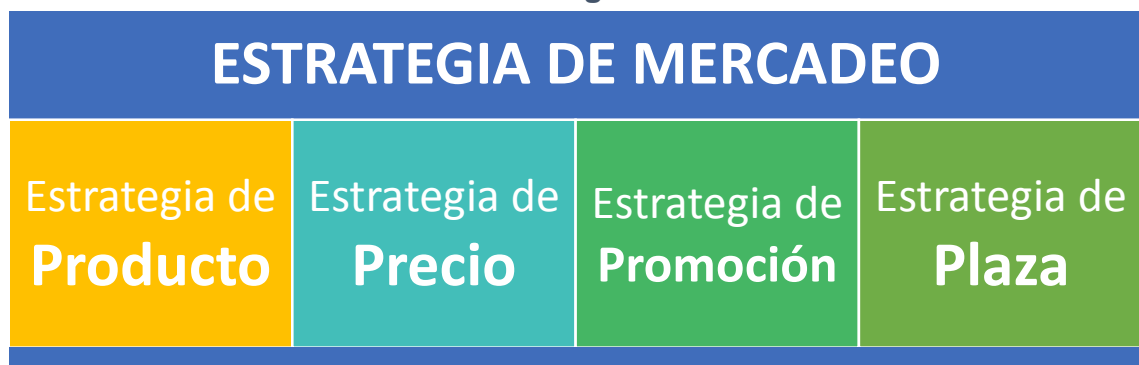 ESTRATEGIA DE MERCADEO
Estrategia de
Producto
Estrategia de
Precio
Estrategia de
Promoción
Estrategia de
Plaza